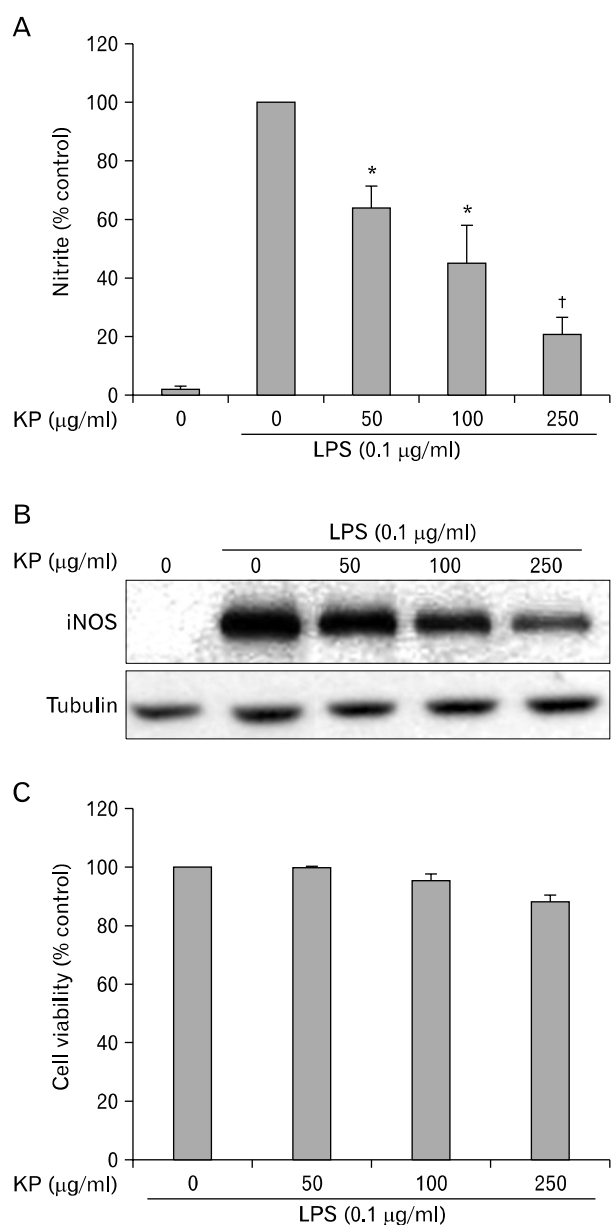 A
120
100
80
60
40
20
0
Nitrite (% control)
* * †
KP (μg/ml) 0 0 50 100 250
LPS (0.1 μg/ml)
B
LPS (0.1 μg/ml)
KP (μg/ml) 0 0 50 100 250
iNOS
Tubulin
C
120
100
80
60
40
20
0
Cell viability (% control)
KP (μg/ml) 0 50 100 250
LPS (0.1 μg/ml)